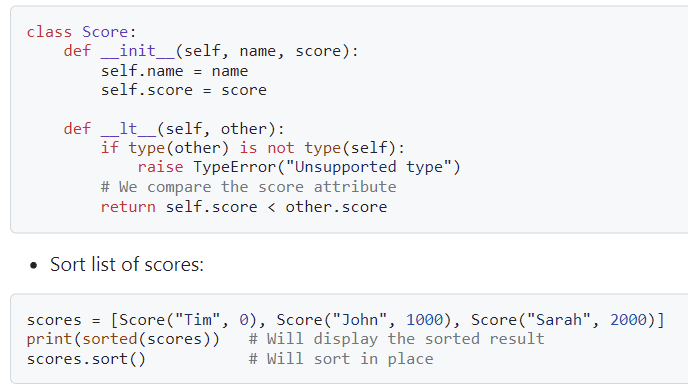 class Score:
    def __init__(self, name, score):
        self.name = name
        self.score = score

    def __lt__(self, other):
        if type(other) is not type(self):
            raise TypeError("Unsupported type")
        # We compare the score attribute
        return self.score < other.score

• Sort list of scores:

scores = [Score("Tim", 0), Score("John", 1000), Score("Sarah", 2000)]
print(sorted(scores))   # Will display the sorted result
scores.sort()           # Will sort in place